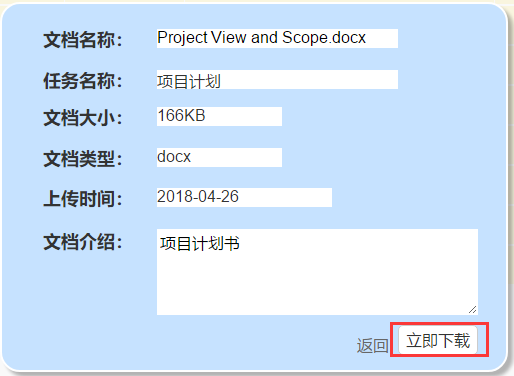 文档名称： Project View and Scope.docx
任务名称： 项目计划
文档大小： 166KB
文档类型： docx
上传时间： 2018-04-26
文档介绍： 项目计划书
返回 立即下载